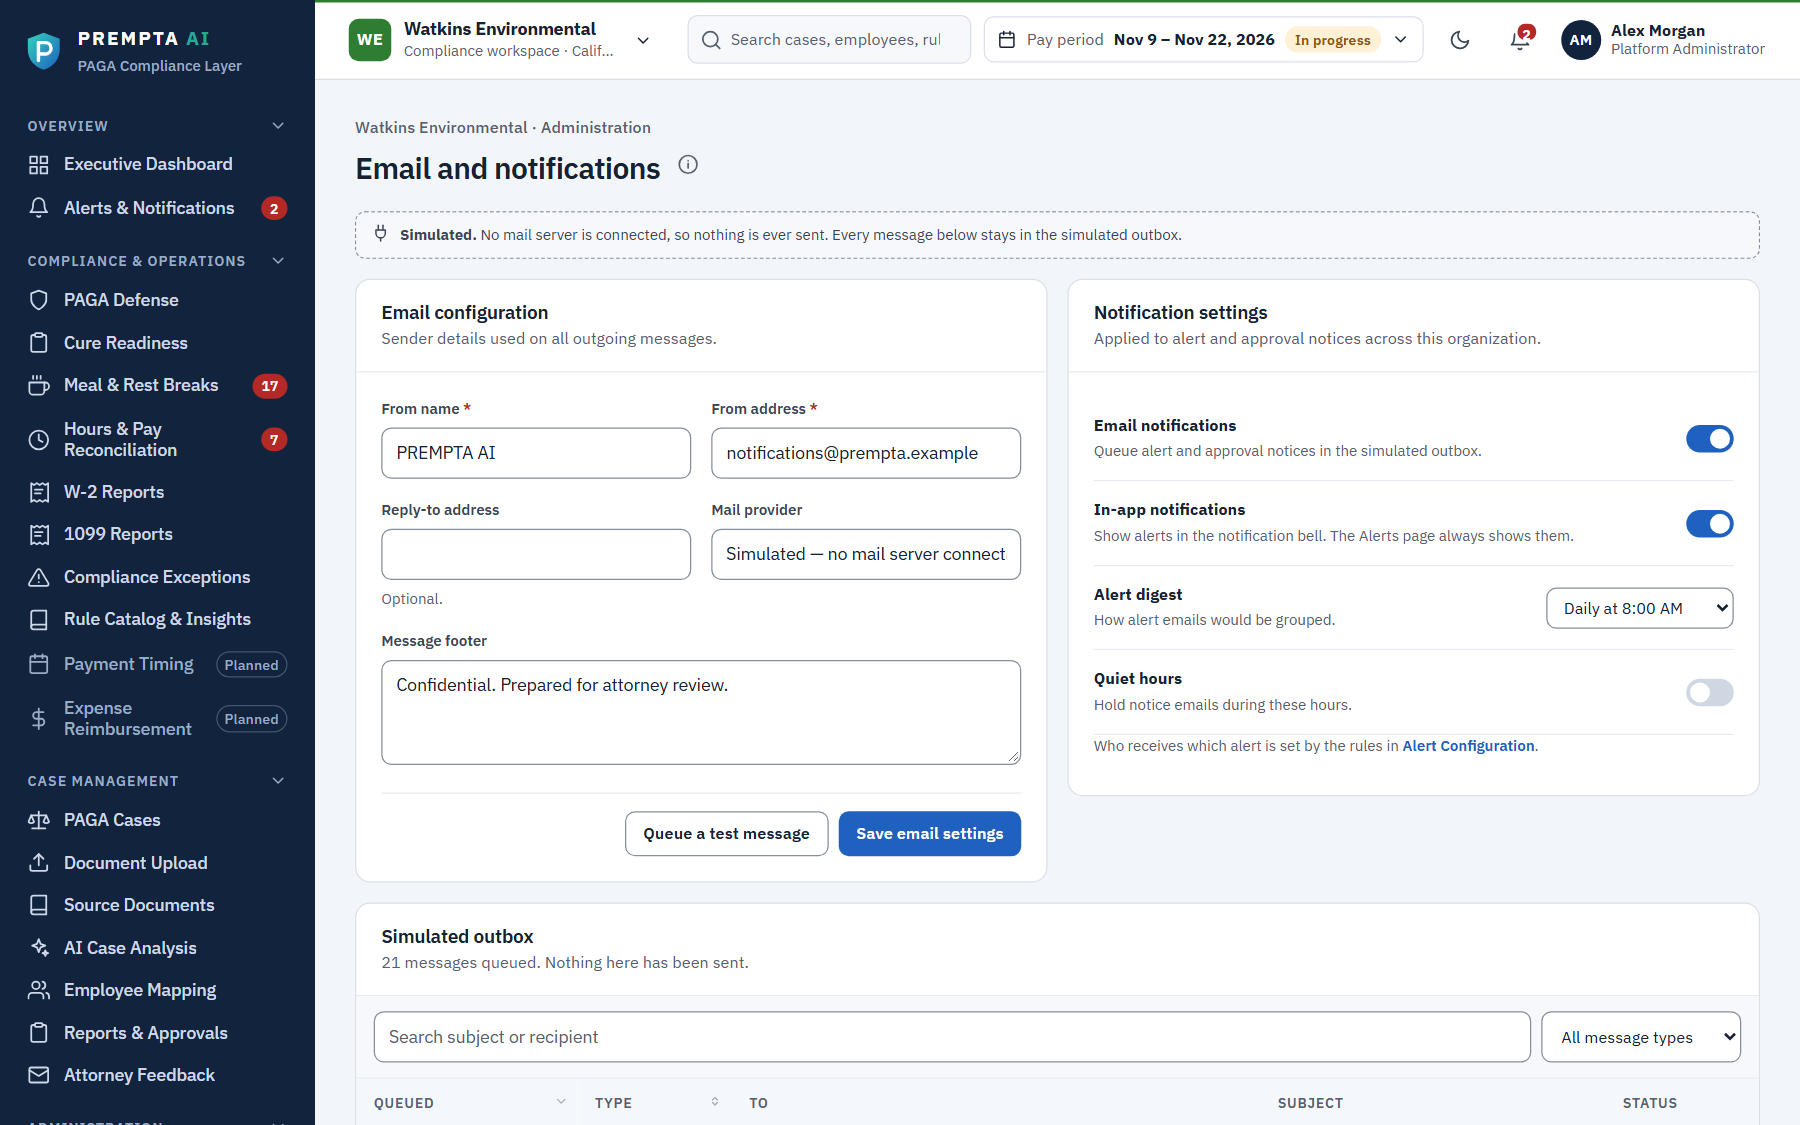 PREMPTA AI
PAGA Compliance Layer
OVERVIEW
Executive Dashboard
Alerts & Notifications 2
COMPLIANCE & OPERATIONS
PAGA Defense
Cure Readiness
Meal & Rest Breaks 17
Hours & Pay
Reconciliation 7
W-2 Reports
1099 Reports
Compliance Exceptions
Rule Catalog & Insights
Payment Timing Planned
Expense
Reimbursement Planned
CASE MANAGEMENT
PAGA Cases
Document Upload
Source Documents
AI Case Analysis
Employee Mapping
Reports & Approvals
Attorney Feedback
ADMINISTRATION
WE
Watkins Environmental
Compliance workspace · Calif...
Search cases, employees, rul
Pay period Nov 9 – Nov 22, 2026 In progress
2
AM
Alex Morgan
Platform Administrator
Watkins Environmental · Administration
Email and notifications
Simulated. No mail server is connected, so nothing is ever sent. Every message below stays in the simulated outbox.
Email configuration
Sender details used on all outgoing messages.
From name *
PREMPTA AI
From address *
notifications@prempta.example
Reply-to address
Optional.
Mail provider
Simulated — no mail server connect
Message footer
Confidential. Prepared for attorney review.
Queue a test message
Save email settings
Notification settings
Applied to alert and approval notices across this organization.
Email notifications
Queue alert and approval notices in the simulated outbox.
In-app notifications
Show alerts in the notification bell. The Alerts page always shows them.
Alert digest
How alert emails would be grouped.
Daily at 8:00 AM
Quiet hours
Hold notice emails during these hours.
Who receives which alert is set by the rules in Alert Configuration.
Simulated outbox
21 messages queued. Nothing here has been sent.
Search subject or recipient
All message types
QUEUED TYPE TO SUBJECT STATUS